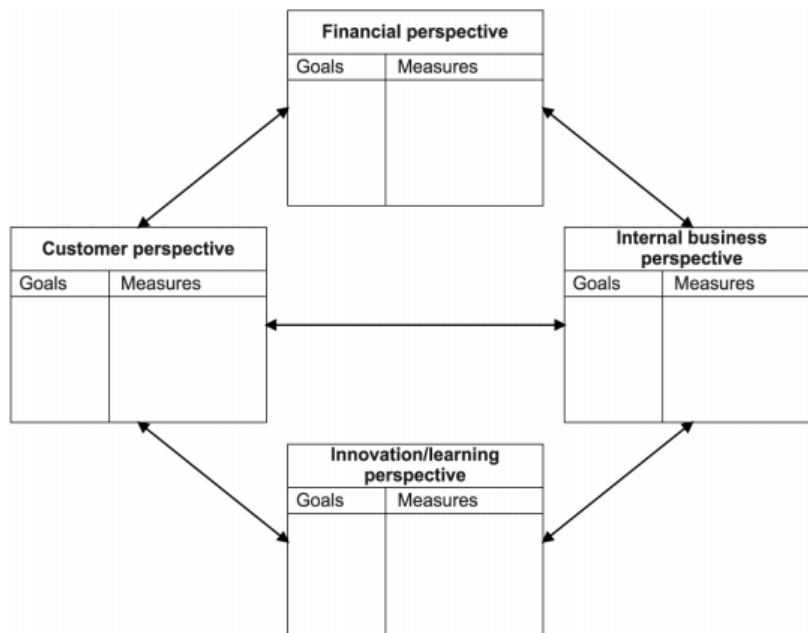 Financial perspective
Goals Measures
Customer perspective
Goals Measures
Internal business
perspective
Goals Measures
Innovation/learning
perspective
Goals Measures